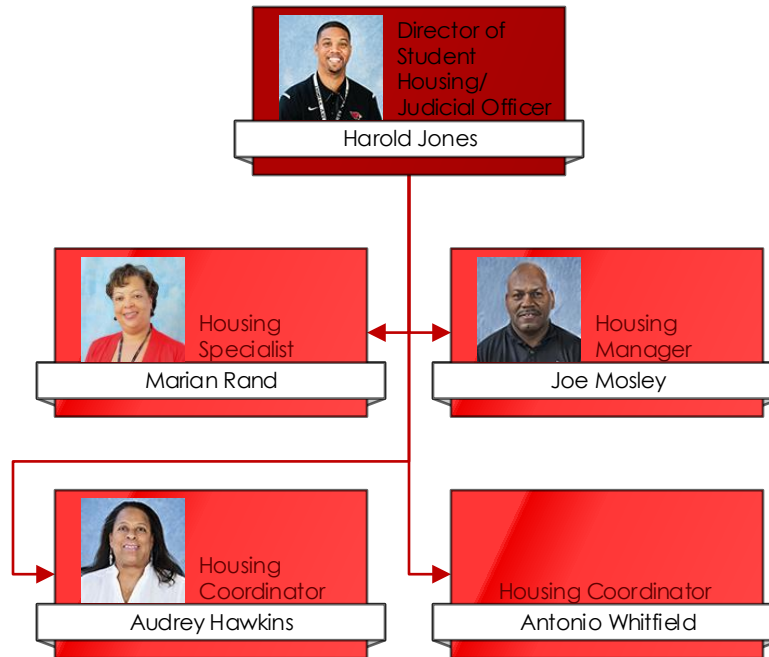 Director of
Student
Housing/
Judicial Officer
Harold Jones
Housing
Specialist
Marian Rand
Housing
Manager
Joe Mosley
Housing
Coordinator
Audrey Hawkins
Housing Coordinator
Antonio Whitfield